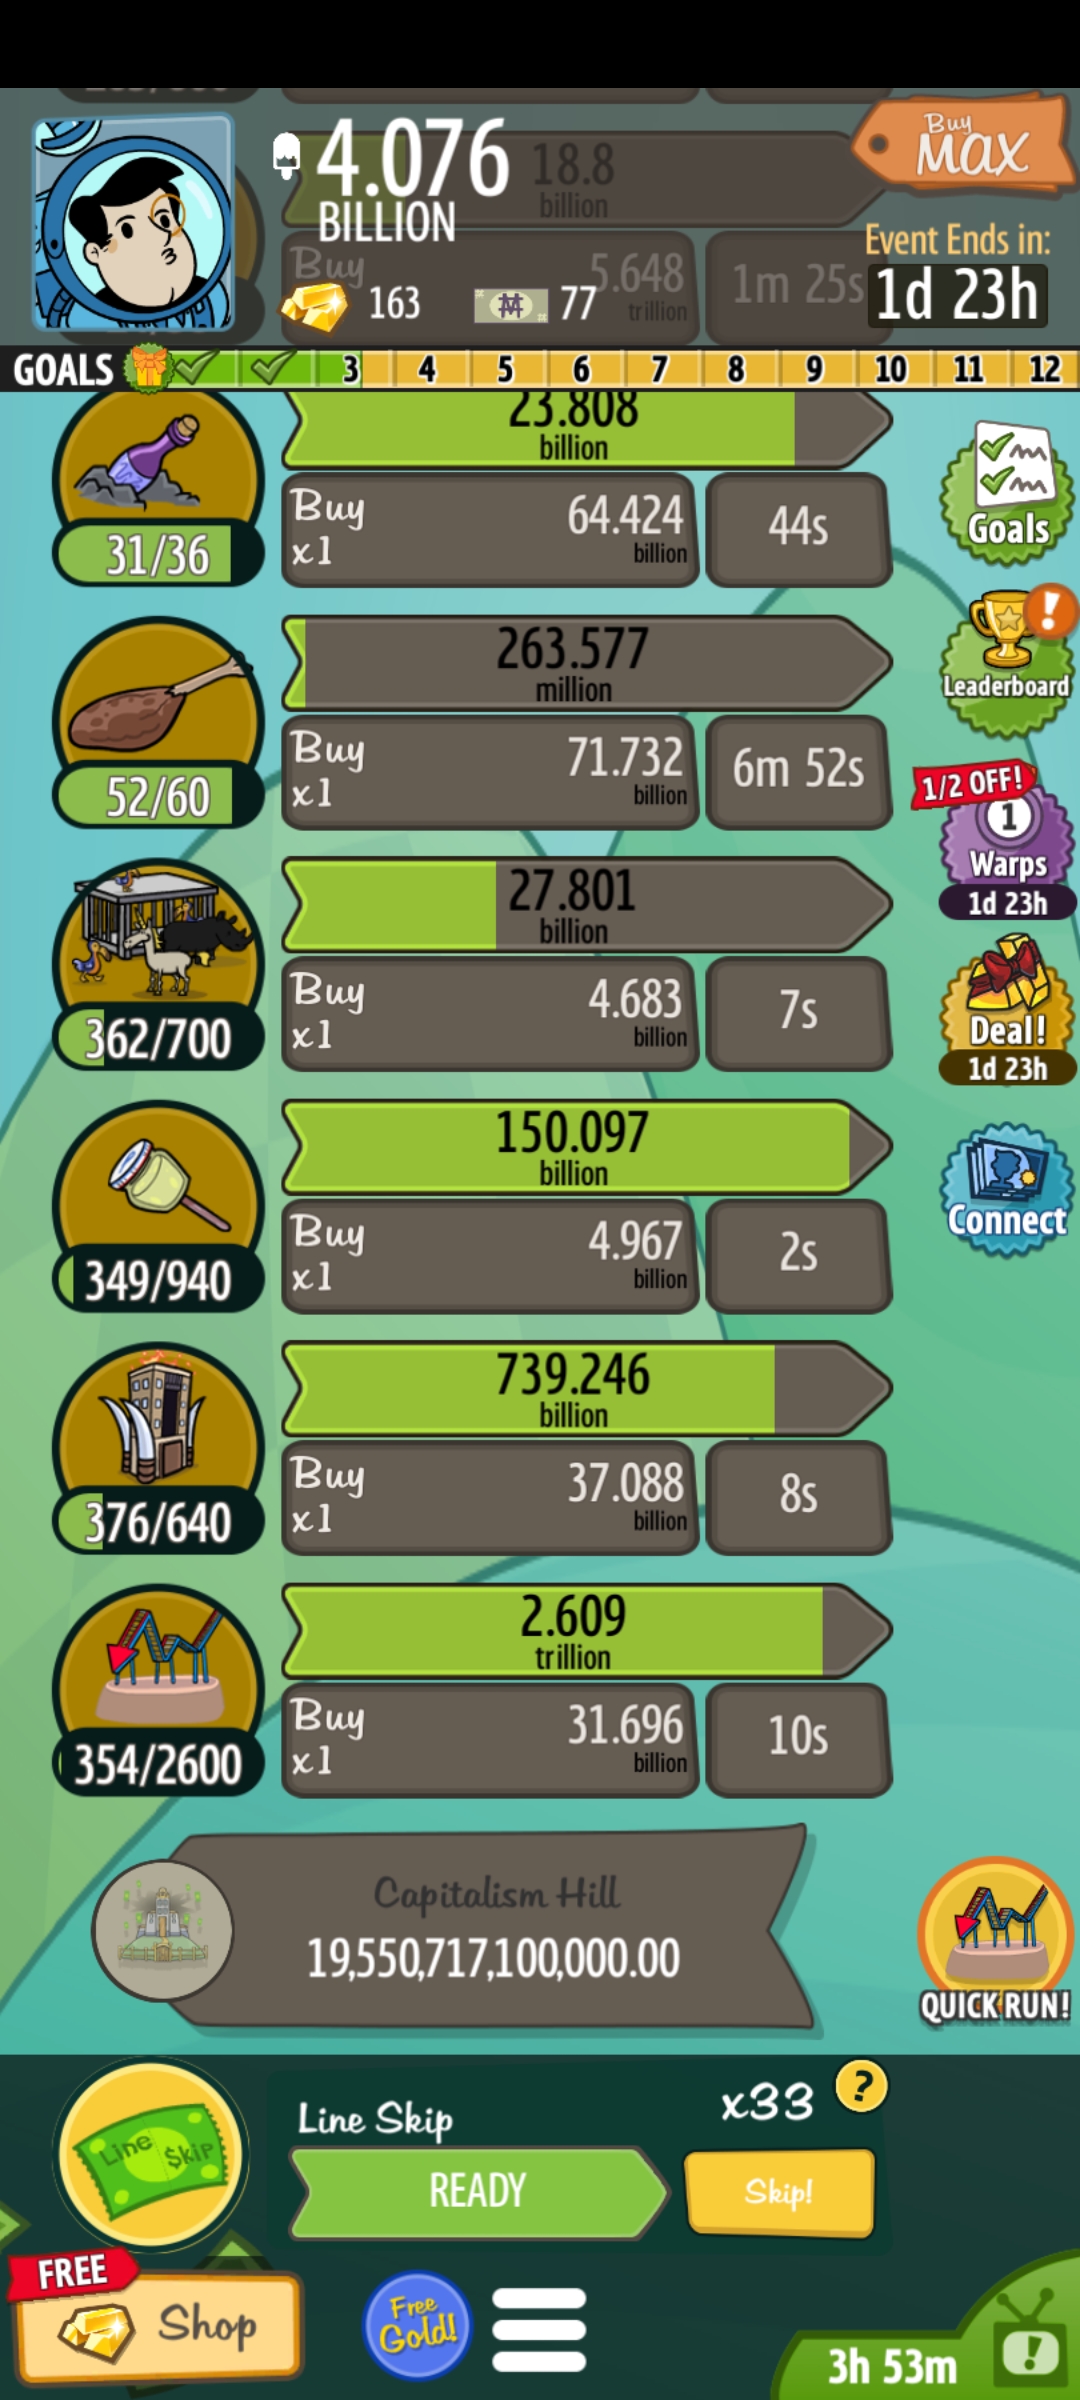 4.076
BILLION
18.8
billion
Buy
MAX
Buy
5.648
trillion
1m 25s
163
77
Event Ends in:
1d 23h
GOALS
3
4
5
6
7
8
9
10
11
12
23.808
billion
31/36
Buy
x1
64.424
billion
44s
Goals
263.577
million
52/60
Buy
x1
71.732
billion
6m 52s
Leaderboard
1/2 OFF!
1
Warps
1d 23h
27.801
billion
362/700
Buy
x1
4.683
billion
7s
Deal!
1d 23h
150.097
billion
349/940
Buy
x1
4.967
billion
2s
Connect
739.246
billion
376/640
Buy
x1
37.088
billion
8s
2.609
trillion
354/2600
Buy
x1
31.696
billion
10s
Capitalism Hill
19,550,717,100,000.00
QUICK RUN!
Line $kip
Line Skip
x33
?
READY
Skip!
FREE
Shop
Free
Gold!
3h 53m